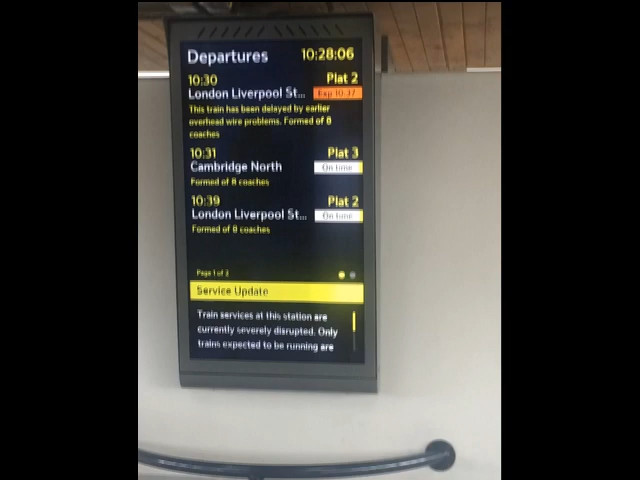 Departures 10:28:06
10:30 Plat 2
London Liverpool St... Exp 10:37
This train has been delayed by earlier
overhead wire problems. Formed of 8
coaches
10:31 Plat 3
Cambridge North On time
Formed of 8 coaches
10:39 Plat 2
London Liverpool St... On time
Formed of 8 coaches
Page 1 of 2
Service Update
Train services at this station are
currently severely disrupted. Only
trains expected to be running are